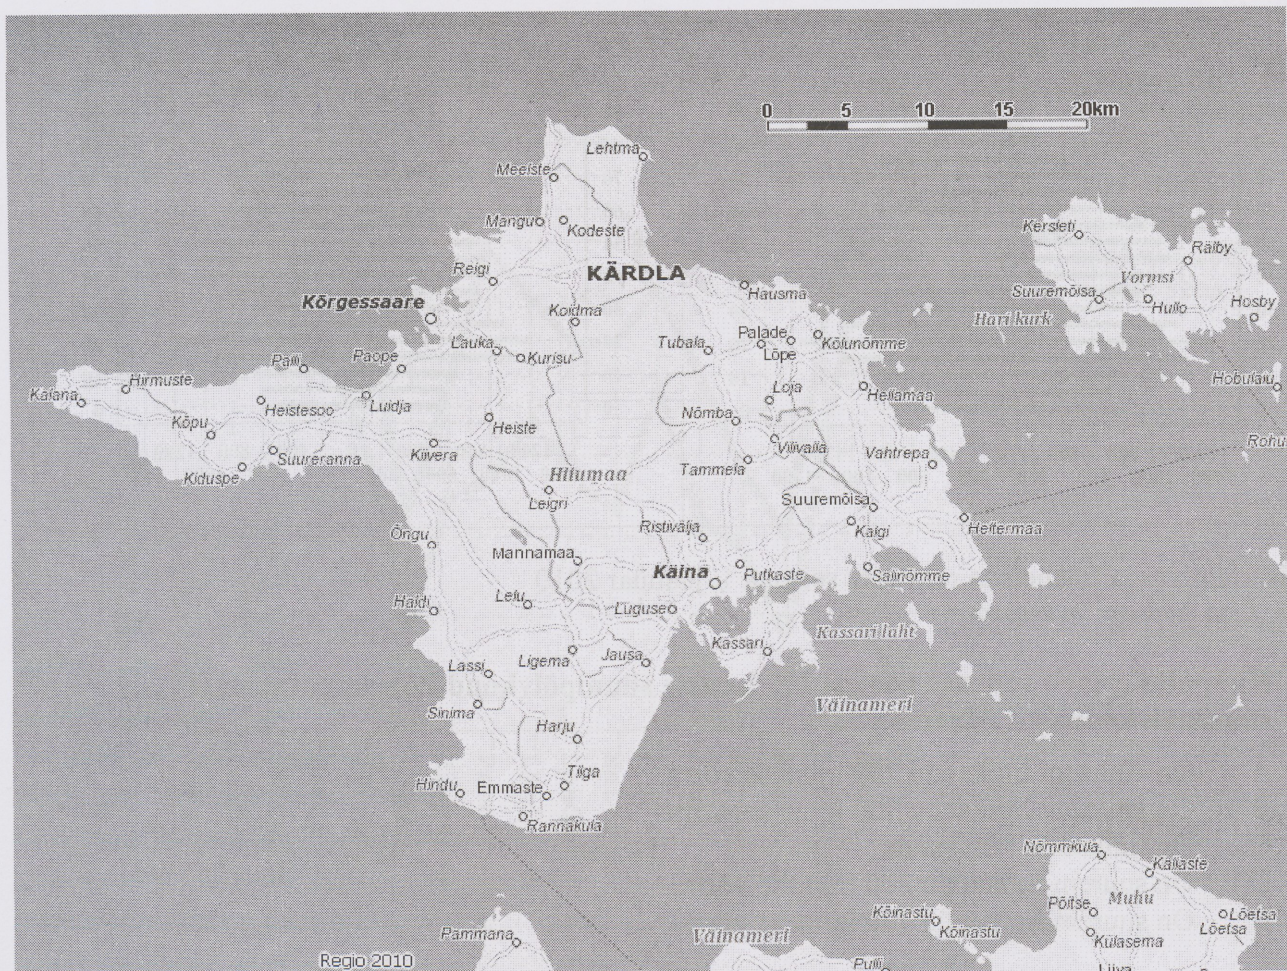 0 5 10 15 20km
Lehtma
Meeiste
Mangu
Kodeste
Kersleti
Rälby
Reigi
KÄRDLA
Vormsi
Hausma
Suuremõisa
Hullo
Hosby
Kõrgessaare
Koidma
Hari kurk
Palade
Kõlunõmme
Lauka
Kurisu
Tubala
Lõpe
Palli
Paope
Hirmuste
Kalana
Luidja
Heistesoo
Loja
Hellamaa
Hobulaiu
Kõpu
Heiste
Nõmba
Suureranna
Kiivera
Vilivalla
Vahtrepa
Rohu
Kiduspe
Hiiumaa
Tammela
Leigri
Suuremõisa
Õngu
Ristivälja
Kalgi
Heltermaa
Mannamaa
Käina
Putkaste
Salinõmme
Haldi
Leiu
Luguse
Kassari laht
Ligema
Jausa
Kassari
Lassi
Sinima
Väinameri
Harju
Hindu
Emmaste
Tiiga
Rannaküla
Nõmmküla
Kallaste
Muhu
Põitse
Lõetsa
Lõetsa
Kõinastu
Kõinastu
Külasema
Pammana
Väinameri
Regio 2010
Pulli
Liiva